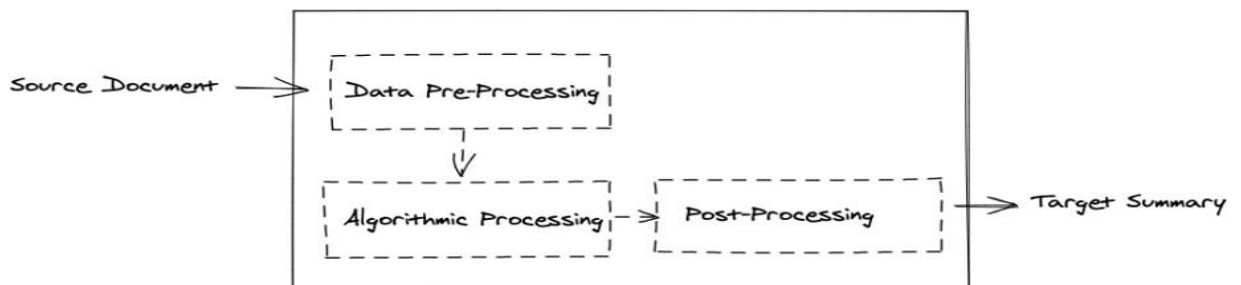 Source Document
Data Pre-Processing
Algorithmic Processing
Post-Processing
Target Summary